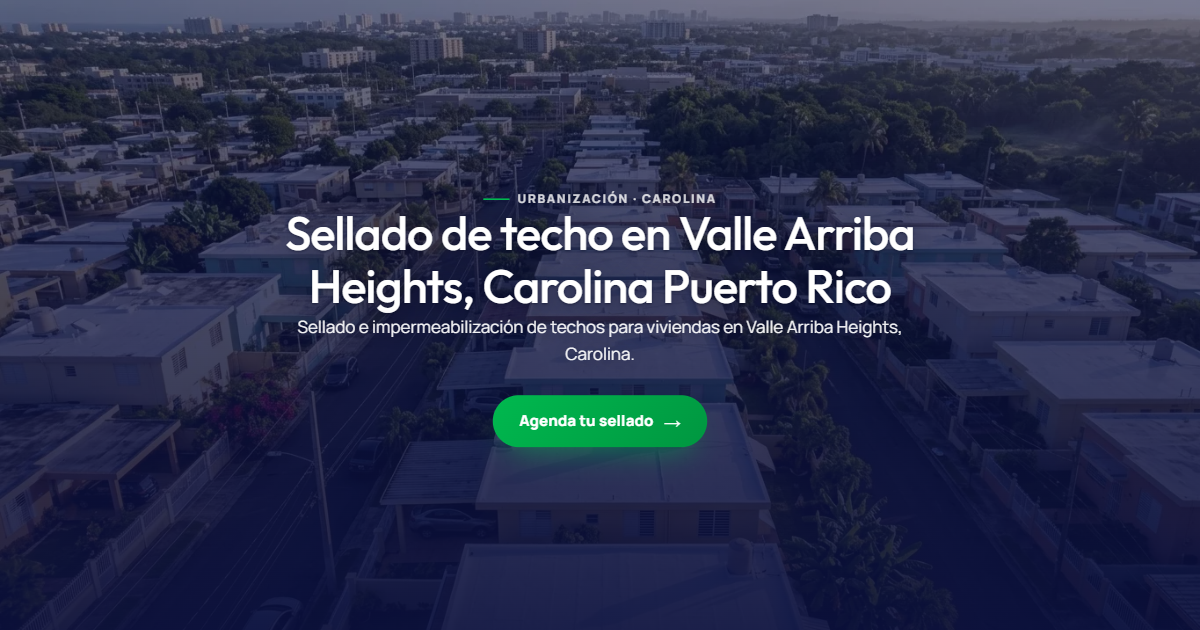 URBANIZACIÓN · CAROLINA
Sellado de techo en Valle Arriba
Heights, Carolina Puerto Rico
Sellado e impermeabilización de techos para viviendas en Valle Arriba Heights,
Carolina.
Agenda tu sellado →